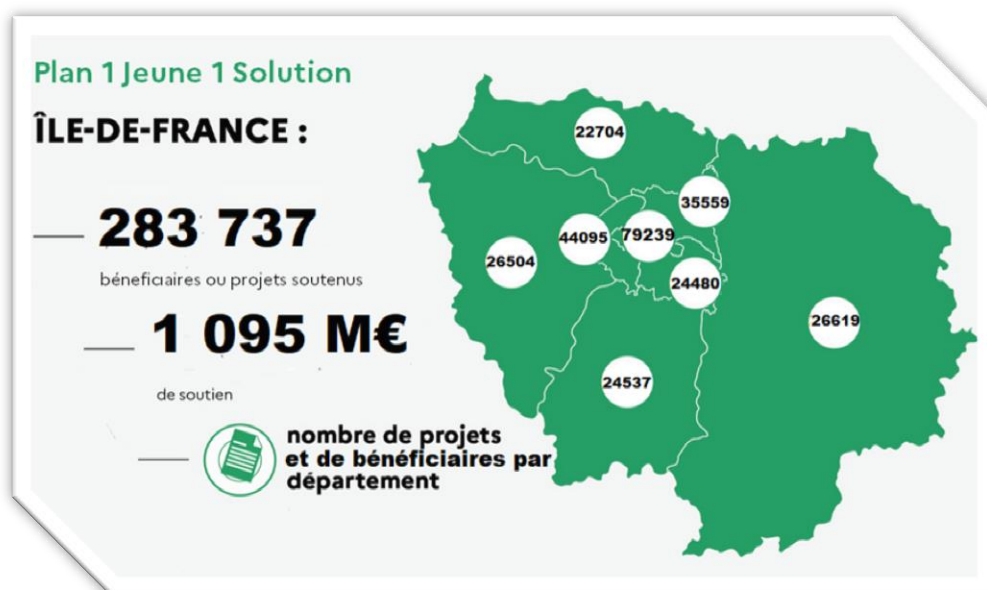 Plan 1 Jeune 1 Solution
ÎLE-DE-FRANCE :
283 737
bénéficiaires ou projets soutenus
1 095 M€
de soutien
nombre de projets
et de bénéficiaires par
département
22704
35559
44095
79239
26504
24480
26619
24537